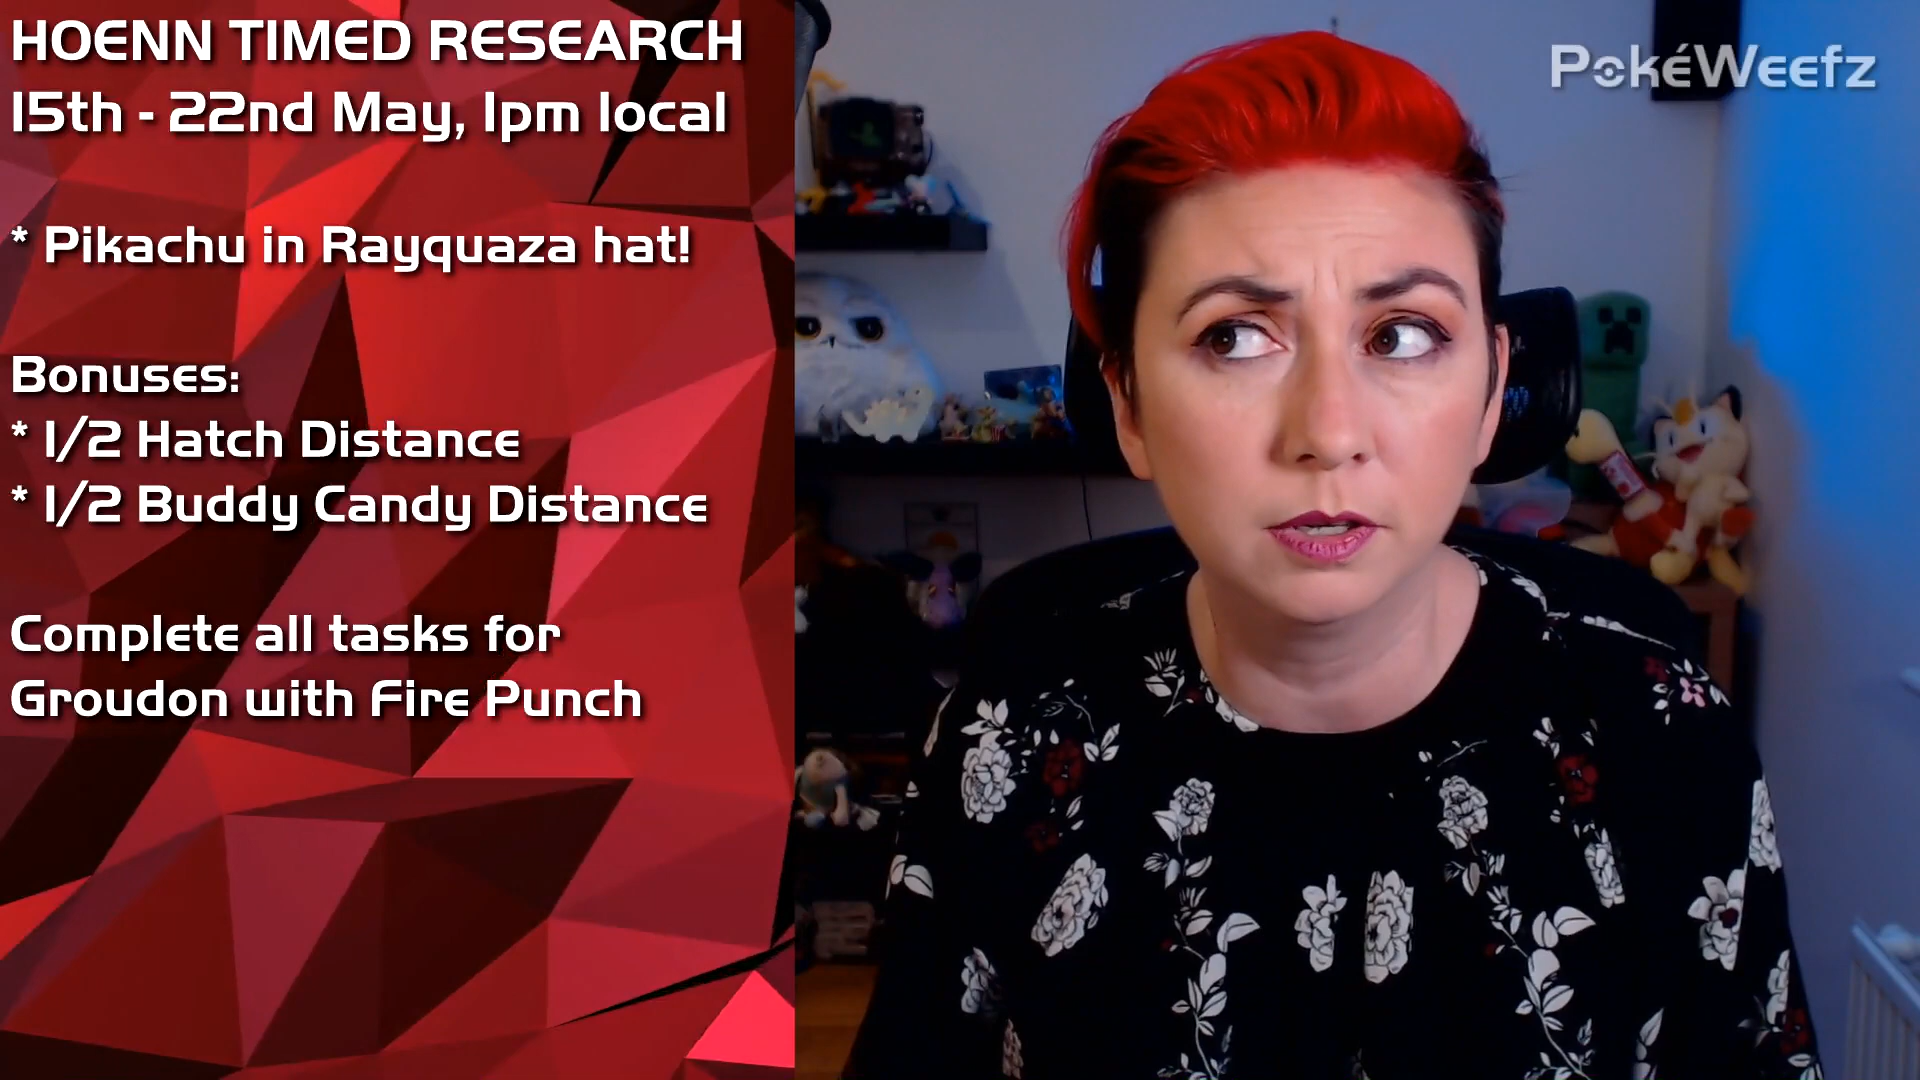 HOENN TIMED RESEARCH
15th - 22nd May, 1pm local
* Pikachu in Rayquaza hat!
Bonuses:
* 1/2 Hatch Distance
* 1/2 Buddy Candy Distance
Complete all tasks for
Groudon with Fire Punch
PokéWeefz